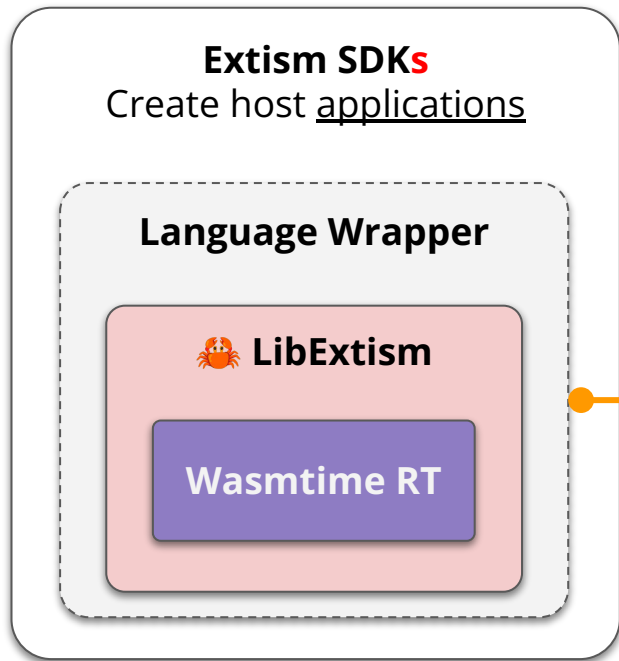 Extism SDKs
Create host applications
Language Wrapper
🦀 LibExtism
Wasmtime RT